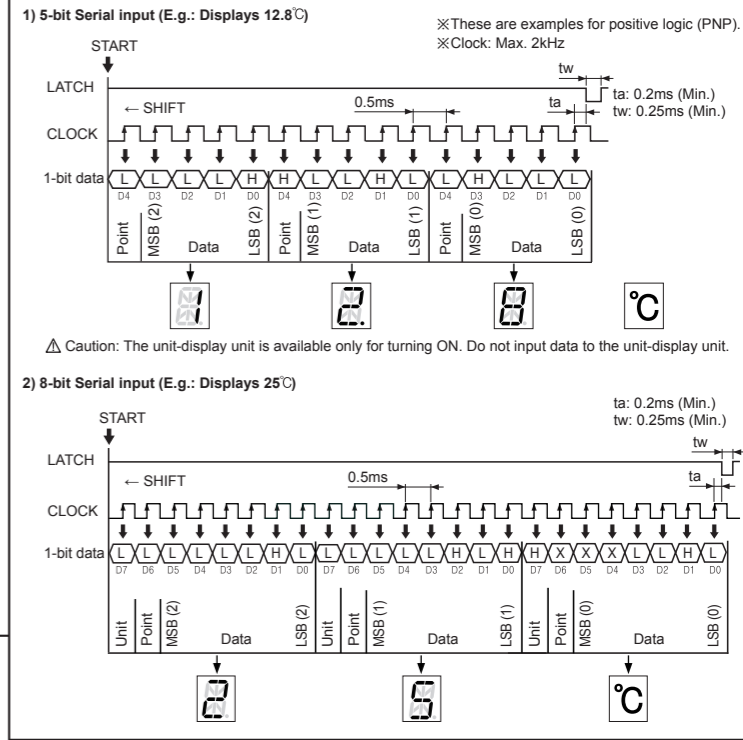 1) 5-bit Serial input (E.g.: Displays 12.8℃)
※These are examples for positive logic (PNP).
※Clock: Max. 2kHz
START
tw
LATCH
ta: 0.2ms (Min.)
tw: 0.25ms (Min.)
← SHIFT
0.5ms
ta
CLOCK
1-bit data L L L L H H L L H L L H L L L
D4 D3 D2 D1 D0 D4 D3 D2 D1 D0 D4 D3 D2 D1 D0
Point MSB (2) Data LSB (2) Point MSB (1) Data LSB (1) Point MSB (0) Data LSB (0)
1 2. 8 ℃
⚠ Caution: The unit-display unit is available only for turning ON. Do not input data to the unit-display unit.
2) 8-bit Serial input (E.g.: Displays 25℃)
START
ta: 0.2ms (Min.)
tw: 0.25ms (Min.)
tw
LATCH
← SHIFT
0.5ms
ta
CLOCK
1-bit data L L L L L L H L L L L L L H L H H X X X L L H L
D7 D6 D5 D4 D3 D2 D1 D0 D7 D6 D5 D4 D3 D2 D1 D0 D7 D6 D5 D4 D3 D2 D1 D0
Unit Point MSB (2) Data LSB (2) Unit Point MSB (1) Data LSB (1) Unit Point MSB (0) Data LSB (0)
2 5 ℃